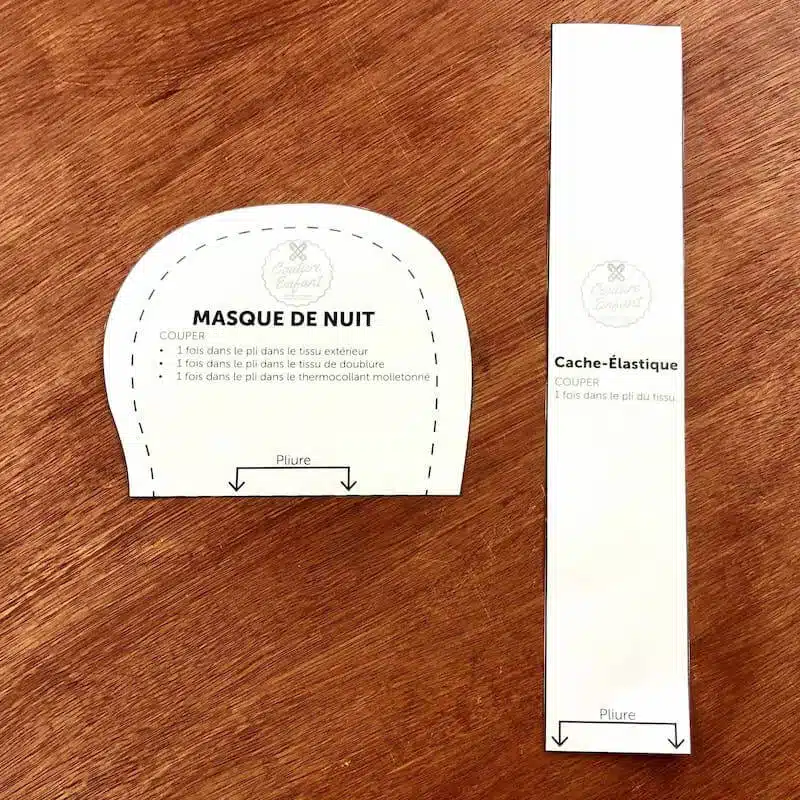 Couture
Enfant
MASQUE DE NUIT
COUPER
• 1 fois dans le pli dans le tissu extérieur
• 1 fois dans le pli dans le tissu de doublure
• 1 fois dans le pli dans le thermocollant molletonné
Pliure
Couture
Enfant
Cache-Élastique
COUPER
1 fois dans le pli du tissu
Pliure